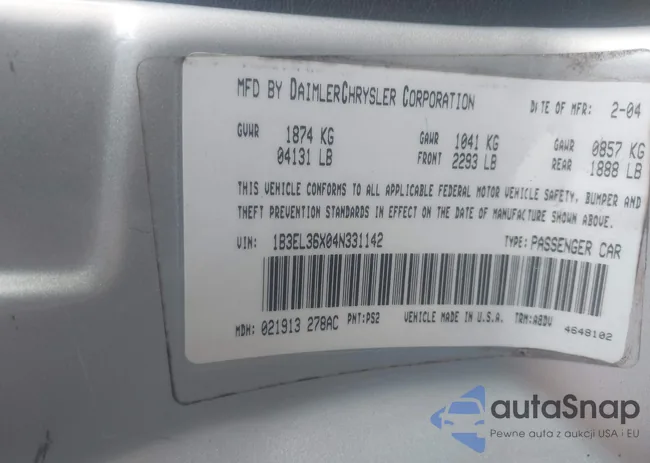 MFD BY DAIMLERCHRYSLER CORPORATION DATE OF MFR: 2-04
GVWR 1874 KG GAWR 1041 KG GAWR 0857 KG
04131 LB FRONT 2293 LB REAR 1888 LB
THIS VEHICLE CONFORMS TO ALL APPLICABLE FEDERAL MOTOR VEHICLE SAFETY, BUMPER AND
THEFT PREVENTION STANDARDS IN EFFECT ON THE DATE OF MANUFACTURE SHOWN ABOVE.
VIN: 1B3EL36X04N331142 TYPE: PASSENGER CAR
MDH: 021913 278AC PNT: PS2 VEHICLE MADE IN U.S.A. TRM: A8DV
4648102
autaSnap
Pewne auta z aukcji USA i EU